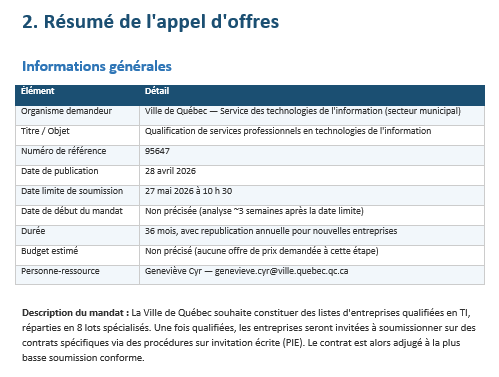 2. Résumé de l'appel d'offres
Informations générales
Élément Détail
Organisme demandeur Ville de Québec — Service des technologies de l'information (secteur municipal)
Titre / Objet Qualification de services professionnels en technologies de l'information
Numéro de référence 95647
Date de publication 28 avril 2026
Date limite de soumission 27 mai 2026 à 10 h 30
Date de début du mandat Non précisée (analyse ~3 semaines après la date limite)
Durée 36 mois, avec republication annuelle pour nouvelles entreprises
Budget estimé Non précisé (aucune offre de prix demandée à cette étape)
Personne-ressource Geneviève Cyr — genevieve.cyr@ville.quebec.qc.ca
Description du mandat : La Ville de Québec souhaite constituer des listes d'entreprises qualifiées en TI,
réparties en 8 lots spécialisés. Une fois qualifiées, les entreprises seront invitées à soumissionner sur des
contrats spécifiques via des procédures sur invitation écrite (PIE). Le contrat est alors adjugé à la plus
basse soumission conforme.